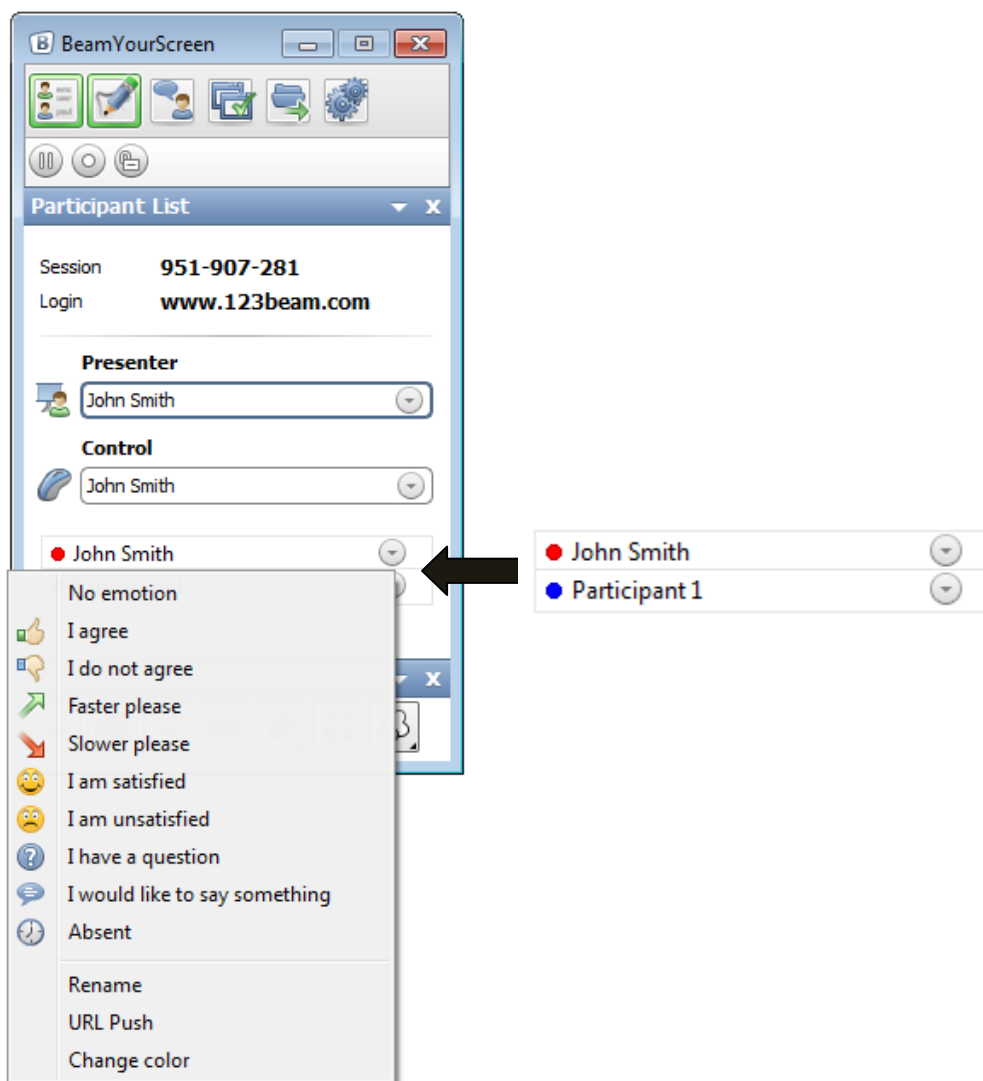 BeamYourScreen
Participant List
Session 951-907-281
Login www.123beam.com
Presenter
John Smith
Control
John Smith
John Smith
No emotion
I agree
I do not agree
Faster please
Slower please
I am satisfied
I am unsatisfied
I have a question
I would like to say something
Absent
Rename
URL Push
Change color
John Smith
Participant 1